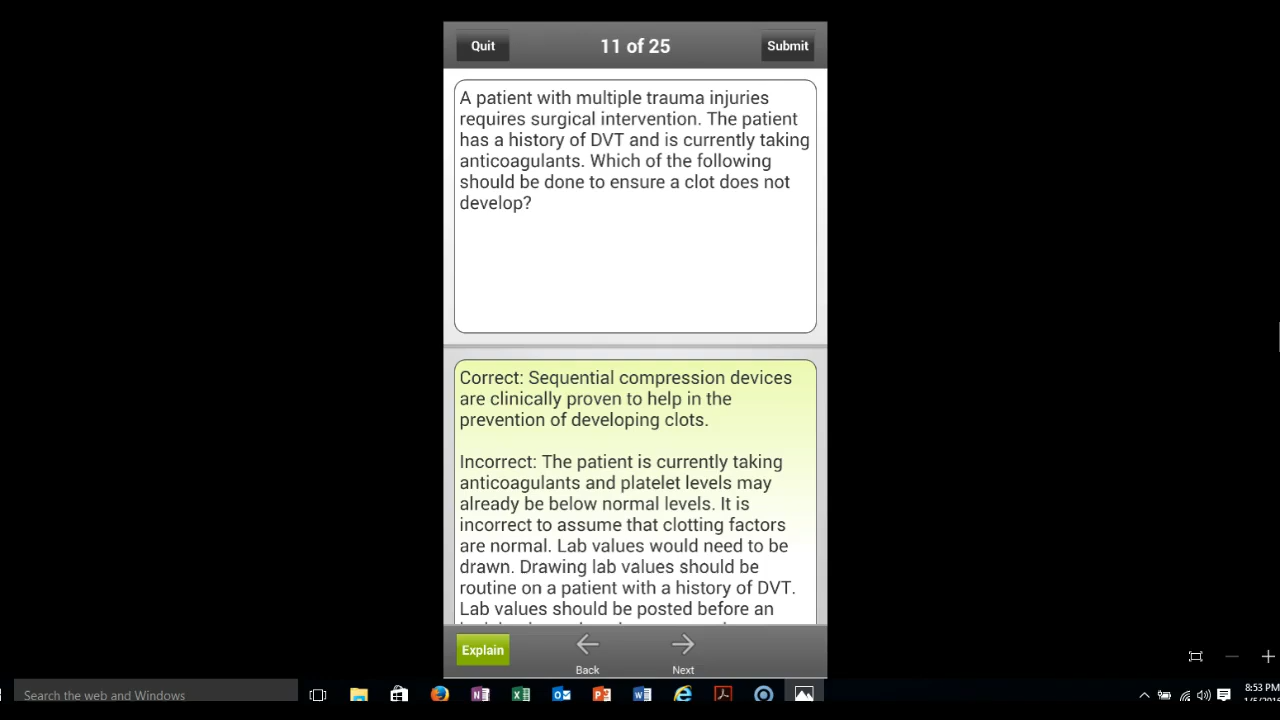 Quit
11 of 25
Submit
A patient with multiple trauma injuries
requires surgical intervention. The patient
has a history of DVT and is currently taking
anticoagulants. Which of the following
should be done to ensure a clot does not
develop?
Correct: Sequential compression devices
are clinically proven to help in the
prevention of developing clots.
Incorrect: The patient is currently taking
anticoagulants and platelet levels may
already be below normal levels. It is
incorrect to assume that clotting factors
are normal. Lab values would need to be
drawn. Drawing lab values should be
routine on a patient with a history of DVT.
Lab values should be posted before an
Explain
Back
Next
Search the web and Windows
8:53 PM